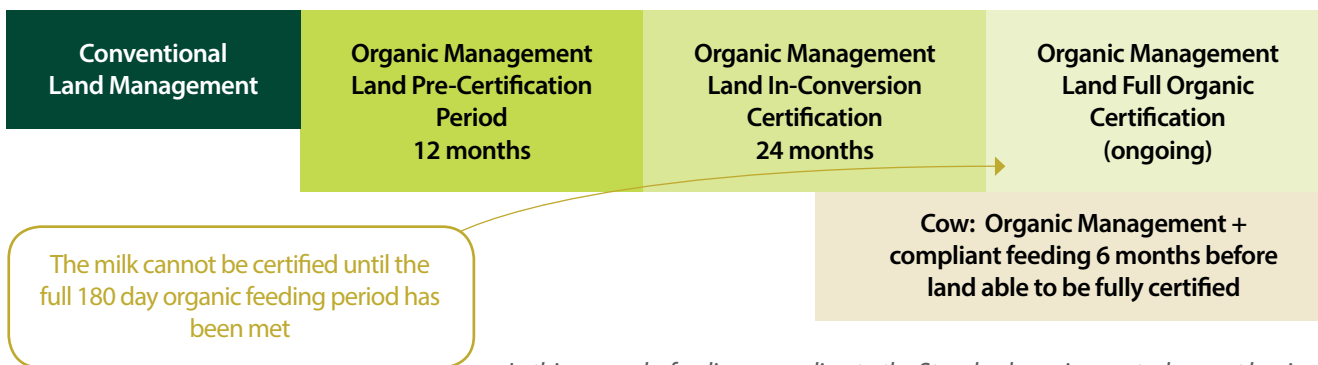 Conventional
Land Management
Organic Management
Land Pre-Certification
Period
12 months
Organic Management
Land In-Conversion
Certification
24 months
Organic Management
Land Full Organic
Certification
(ongoing)
Cow: Organic Management +
compliant feeding 6 months before
land able to be fully certified
The milk cannot be certified until the
full 180 day organic feeding period has
been met